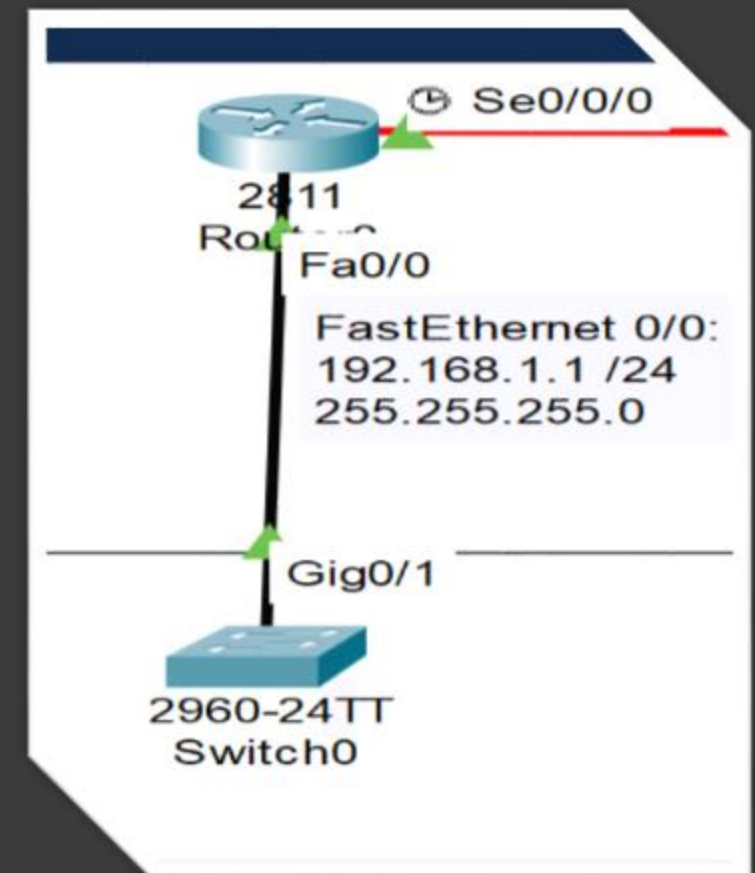 Se0/0/0
2811
Fa0/0
FastEthernet 0/0:
192.168.1.1 /24
255.255.255.0
Gig0/1
2960-24TT
Switch0